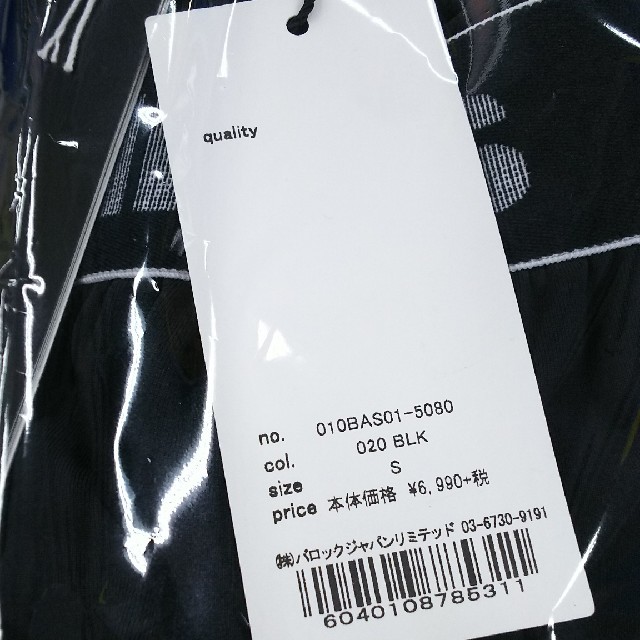 quality
no. 010BAS01-5080
col. 020 BLK
size S
price 本体価格 ¥6,990+税
㈱バロックジャパンリミテッド 03-6730-9191
6040108785311